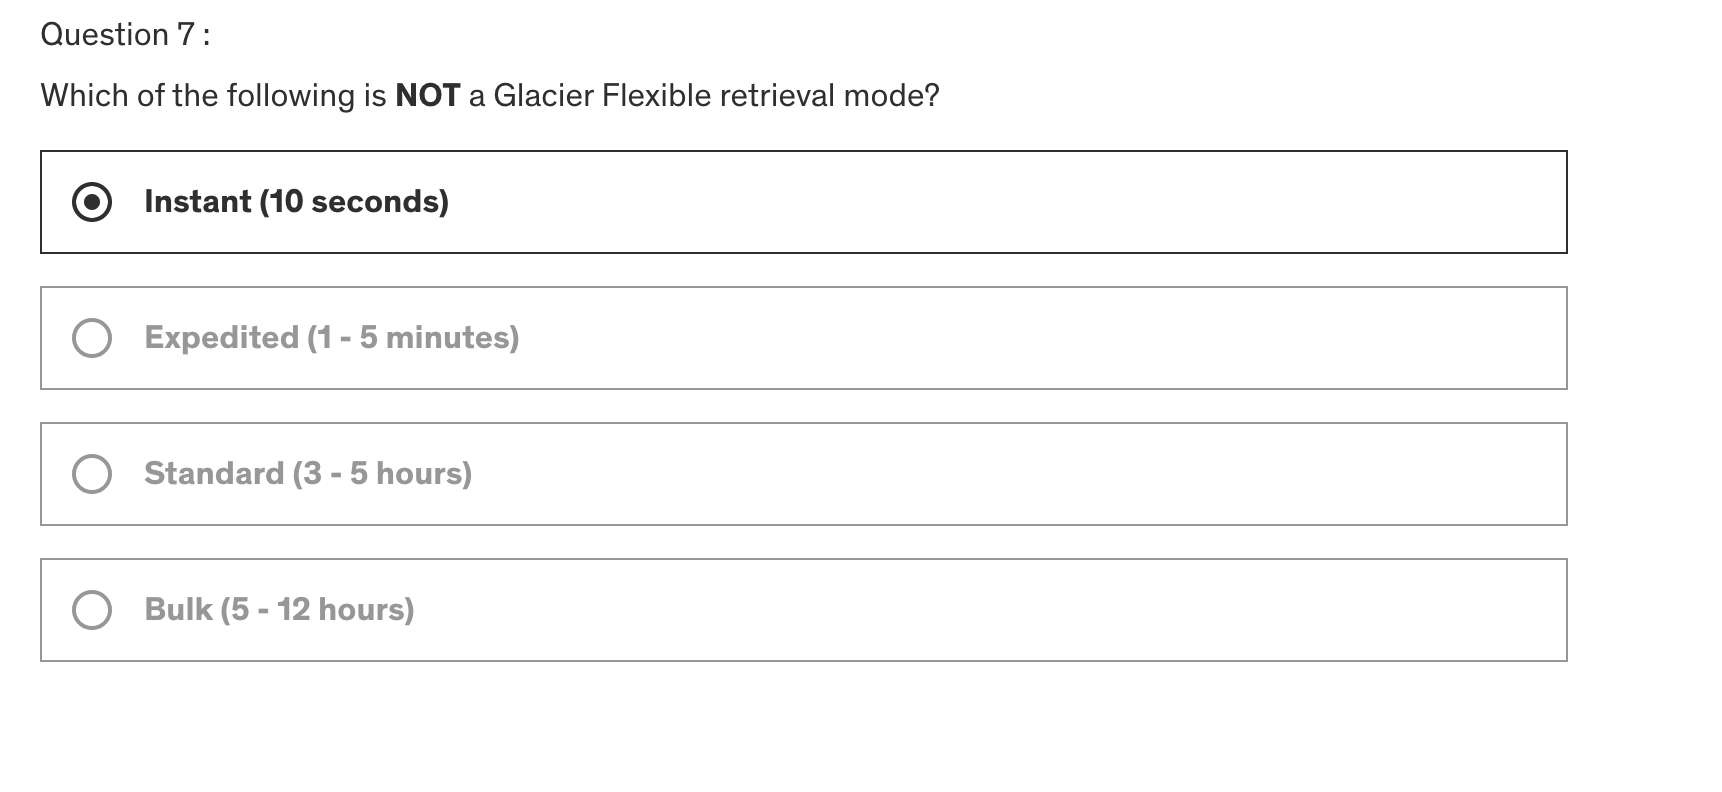 Question 7 :
Which of the following is NOT a Glacier Flexible retrieval mode?
Instant (10 seconds)
Expedited (1 - 5 minutes)
Standard (3 - 5 hours)
Bulk (5 - 12 hours)